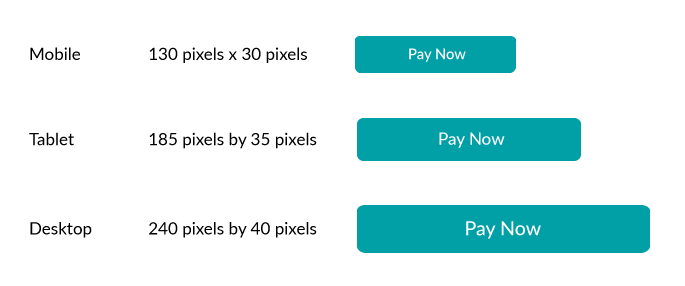 Mobile 130 pixels x 30 pixels Pay Now
Tablet 185 pixels by 35 pixels Pay Now
Desktop 240 pixels by 40 pixels Pay Now